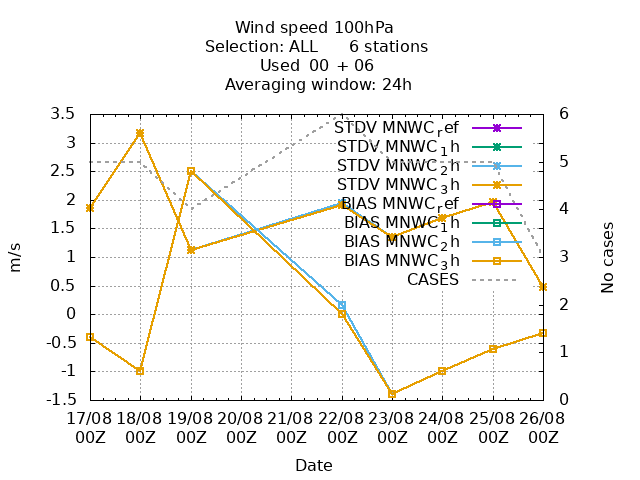 Wind speed 100hPa
Selection: ALL 6 stations
Used 00 + 06
Averaging window: 24h
3.5
3
2.5
2
1.5
1
0.5
0
-0.5
-1
-1.5
m/s
6
5
4
3
2
1
0
No cases
STDV MNWC_ref
STDV MNWC_1h
STDV MNWC_2h
STDV MNWC_3h
BIAS MNWC_ref
BIAS MNWC_1h
BIAS MNWC_2h
BIAS MNWC_3h
CASES
17/08 18/08 19/08 20/08 21/08 22/08 23/08 24/08 25/08 26/08
00Z 00Z 00Z 00Z 00Z 00Z 00Z 00Z 00Z 00Z
Date